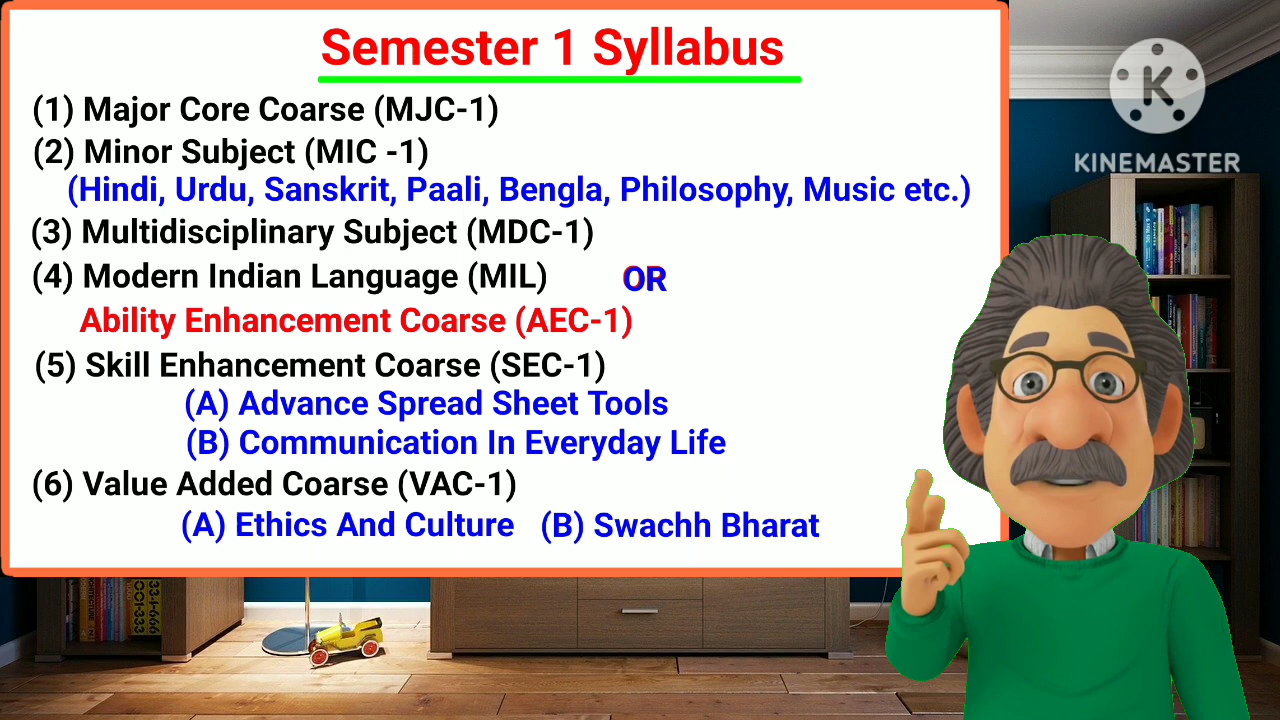 Semester 1 Syllabus
(1) Major Core Coarse (MJC-1)
(2) Minor Subject (MIC -1)
(Hindi, Urdu, Sanskrit, Paali, Bengla, Philosophy, Music etc.)
(3) Multidisciplinary Subject (MDC-1)
(4) Modern Indian Language (MIL) OR
Ability Enhancement Coarse (AEC-1)
(5) Skill Enhancement Coarse (SEC-1)
(A) Advance Spread Sheet Tools
(B) Communication In Everyday Life
(6) Value Added Coarse (VAC-1)
(A) Ethics And Culture (B) Swachh Bharat
K
KINEMASTER